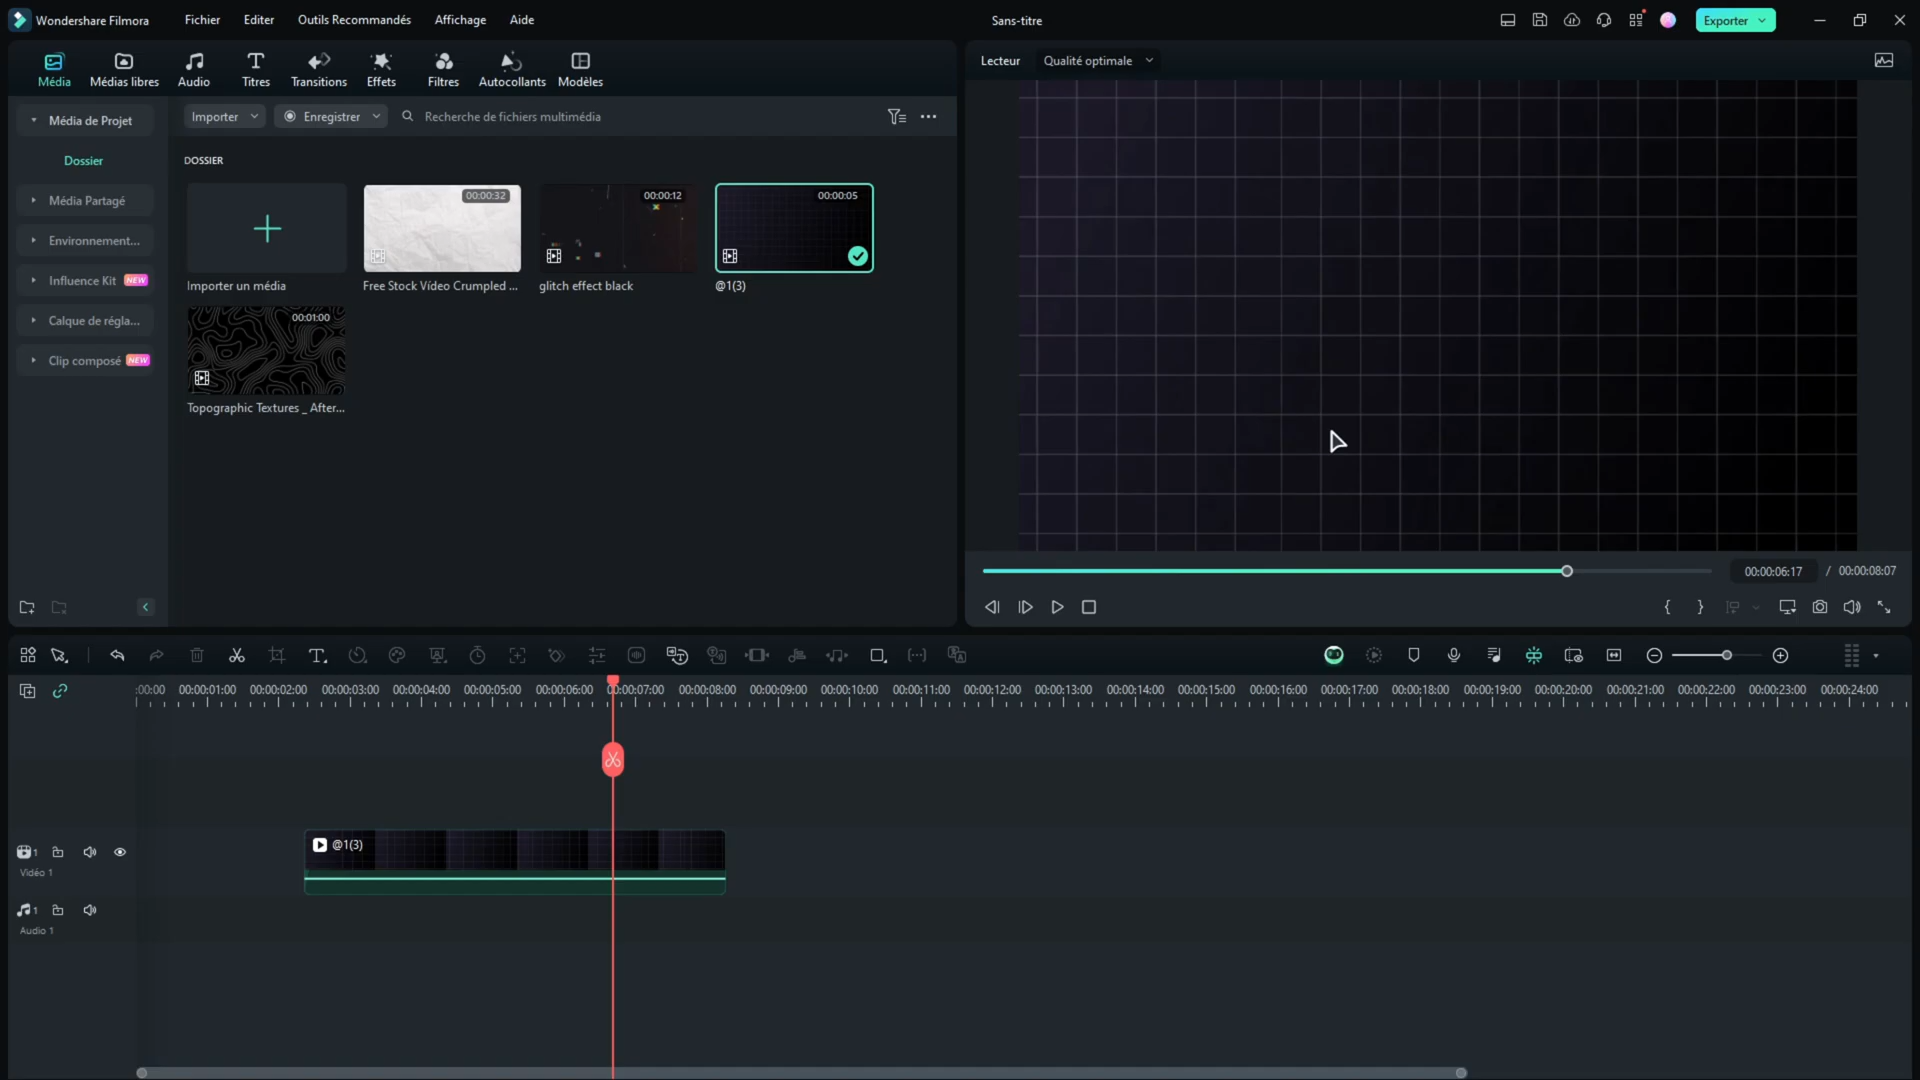 Wondershare Filmora
Fichier
Editer
Outils Recommandés
Affichage
Aide
Sans-titre
Exporter
Média
Médias libres
Audio
Titres
Transitions
Effets
Filtres
Autocollants
Modèles
Lecteur
Qualité optimale
Média de Projet
Dossier
Média Partagé
Environnement...
Influence Kit NEW
Calque de régla...
Clip composé NEW
Importer
Enregistrer
Recherche de fichiers multimédia
DOSSIER
00:00:32
00:00:12
00:00:05
Importer un média
Free Stock Vídeo Crumpled ...
glitch effect black
@1(3)
00:01:00
Topographic Textures _ After...
00:00:06:17 / 00:00:08:07
:00:00 00:00:01:00 00:00:02:00 00:00:03:00 00:00:04:00 00:00:05:00 00:00:06:00 00:00:07:00 00:00:08:00 00:00:09:00 00:00:10:00 00:00:11:00 00:00:12:00 00:00:13:00 00:00:14:00 00:00:15:00 00:00:16:00 00:00:17:00 00:00:18:00 00:00:19:00 00:00:20:00 00:00:21:00 00:00:22:00 00:00:23:00 00:00:24:00
@1(3)
1
Vidéo 1
1
Audio 1